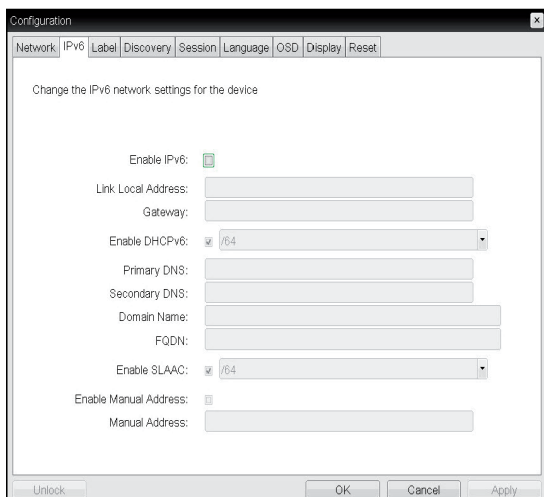 Configuration
Network IPv6 Label Discovery Session Language OSD Display Reset
Change the IPv6 network settings for the device
Enable IPv6:
Link Local Address:
Gateway:
Enable DHCPv6: /64
Primary DNS:
Secondary DNS:
Domain Name:
FQDN:
Enable SLAAC: /64
Enable Manual Address:
Manual Address:
Unlock OK Cancel Apply